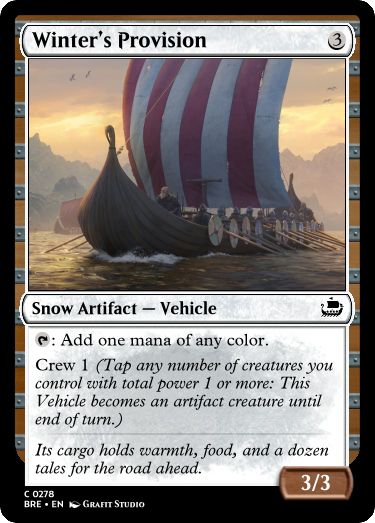 Winter's Provision 3
Snow Artifact — Vehicle
: Add one mana of any color.
Crew 1 (Tap any number of creatures you
control with total power 1 or more: This
Vehicle becomes an artifact creature until
end of turn.)
Its cargo holds warmth, food, and a dozen
tales for the road ahead.
3/3
C 0278
BRE • EN Grafit Studio